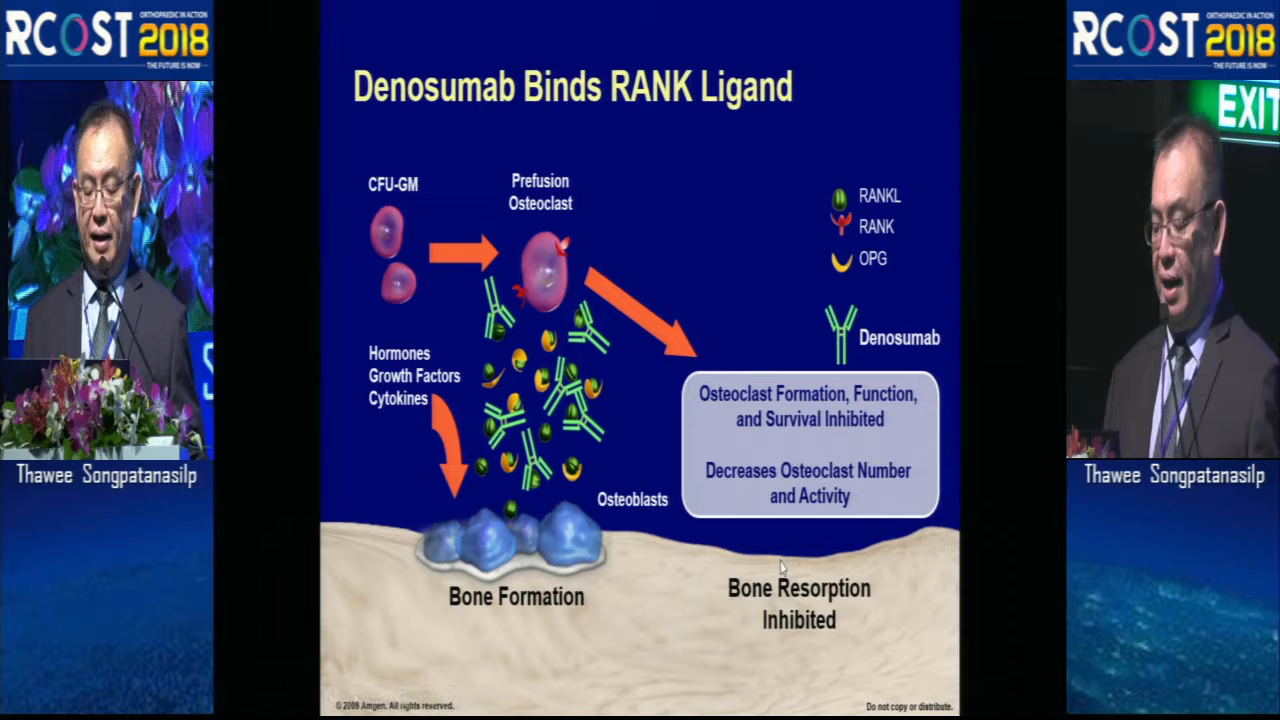 RCOST
ORTHOPAEDIC IN ACTION
2018
THE FUTURE IS NOW
Thawee Songpatanasilp
Denosumab Binds RANK Ligand
CFU-GM
Prefusion
Osteoclast
RANKL
RANK
OPG
Denosumab
Hormones
Growth Factors
Cytokines
Osteoclast Formation, Function,
and Survival Inhibited
Decreases Osteoclast Number
and Activity
Osteoblasts
Bone Formation
Bone Resorption
Inhibited
© 2009 Amgen. All rights reserved.
Do not copy or distribute.
RCOST
ORTHOPAEDIC IN ACTION
2018
THE FUTURE IS NOW
EXIT
Thawee Songpatanasilp